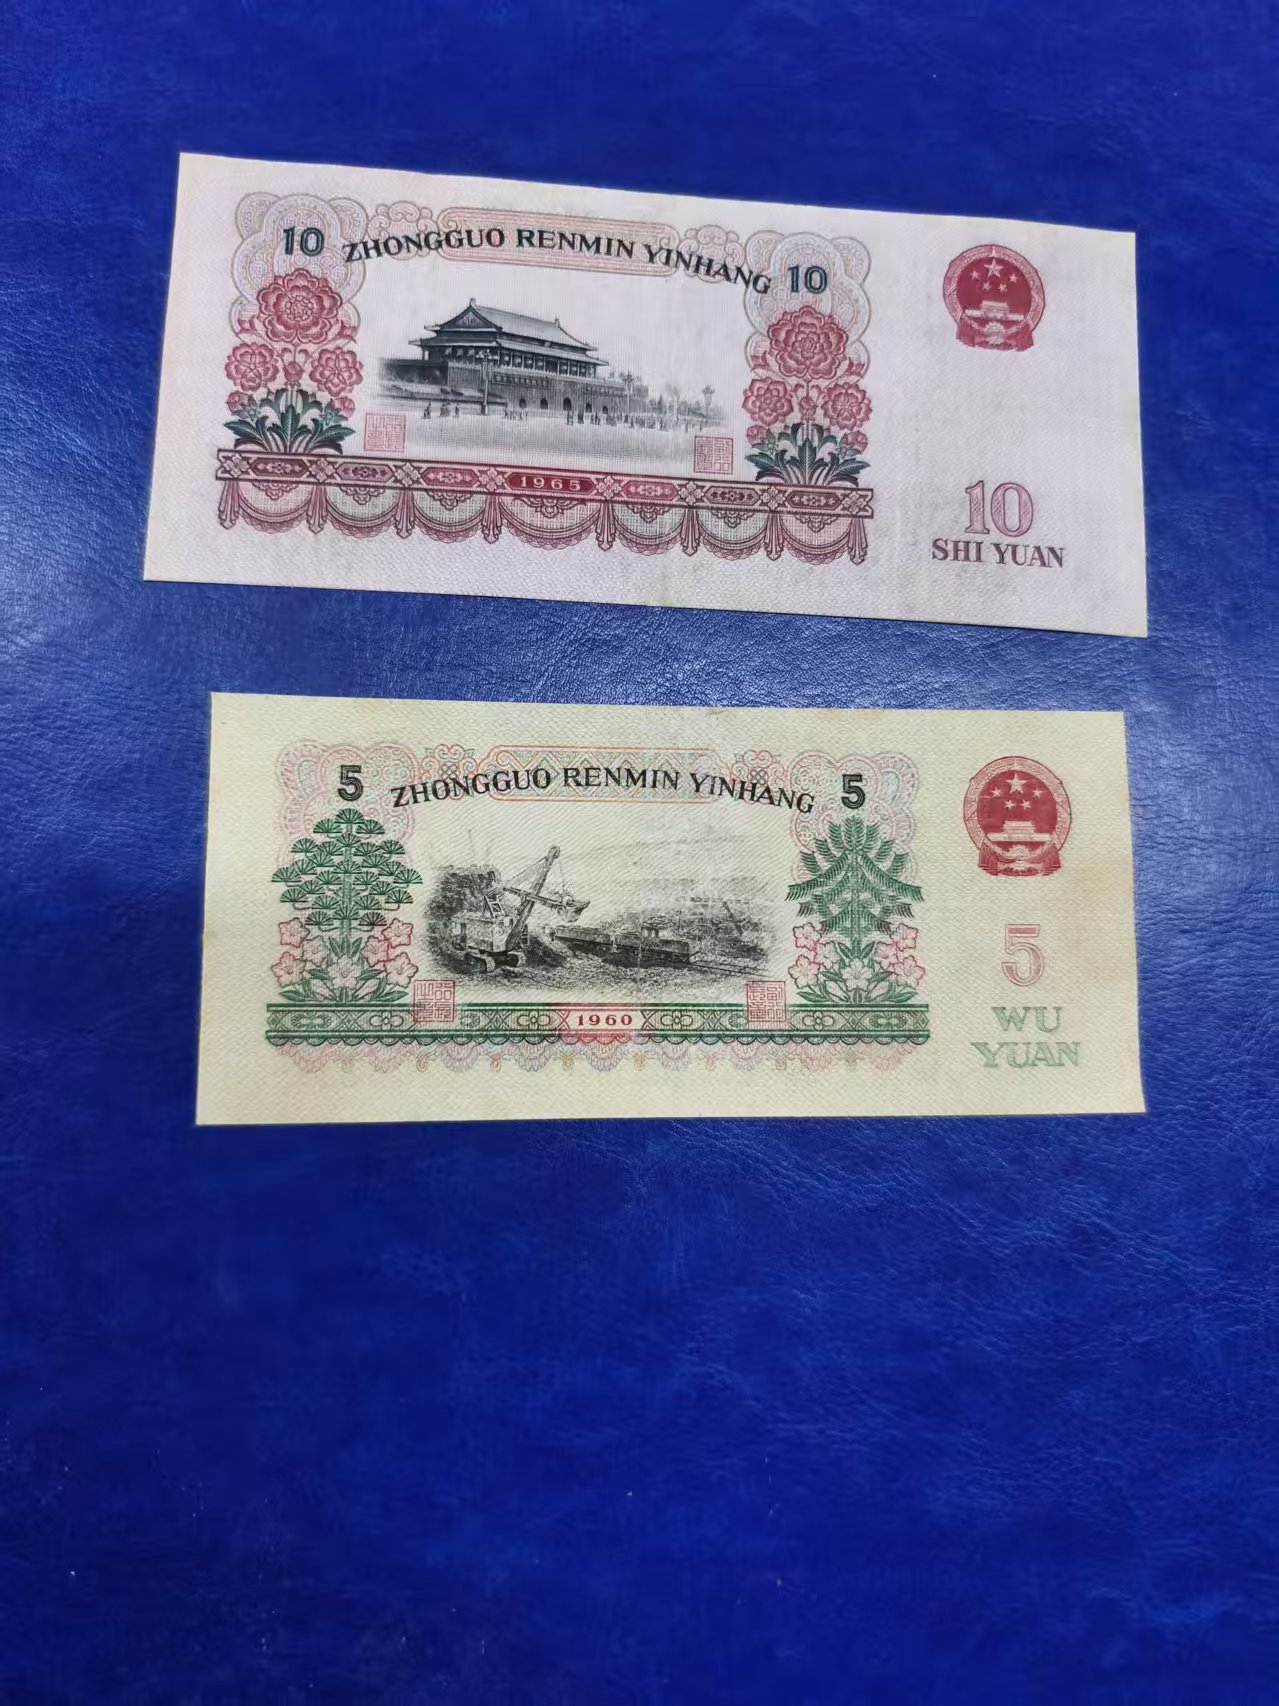 10 ZHONGGUO RENMIN YINHANG 10
1965
10
SHI YUAN
5 ZHONGGUO RENMIN YINHANG 5
5
1960
WU
YUAN